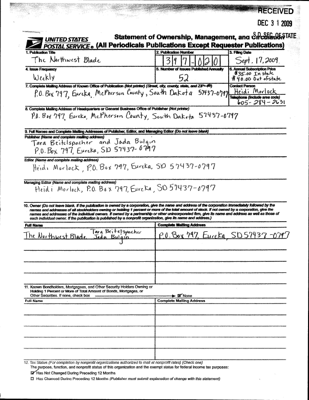 RECEIVED
DEC 31 2009
S.D. SEC. OF STATE
UNITED STATES POSTAL SERVICE®
Statement of Ownership, Management, and Circulation
(All Periodicals Publications Except Requester Publications)
1. Publication Title
The Northwest Blade
2. Publication Number
3. Filing Date
Sept. 17, 2009
4. Issue Frequency
Weekly
5. Number of Issues Published Annually
52
6. Annual Subscription Price
$35.00 In state
7. Complete Mailing Address of Known Office of Publication (Not printer) (Street, city, county, state, and ZIP+4®)
P.O. Box 797, Eureka, McPherson County, South Dakota 57437-0797
Contact Person
Heidi Marlock
Telephone (Include area code)
605-284-2631
8. Complete Mailing Address of Headquarters or General Business Office of Publisher (Not printer)
P.O. Box 797, Eureka, McPherson County, South Dakota 57437-0797
9. Full Names and Complete Mailing Addresses of Publisher, Editor, and Managing Editor (Do not leave blank)
Publisher (Name and complete mailing address)
Tara Beitelspacher and Jada Bulgin
P.O. Box 797, Eureka, SD 57437-0797
Editor (Name and complete mailing address)
Heidi Marlock, P.O. Box 797, Eureka, SD 57437-0797
Managing Editor (Name and complete mailing address)
Heidi Marlock, P.O. Box 797, Eureka, SD 57437-0797
10. Owner (Do not leave blank. If the publication is owned by a corporation, give the name and address of the corporation immediately followed by the
names and addresses of all stockholders owning or holding 1 percent or more of the total amount of stock. If not owned by a corporation, give the
names and addresses of the individual owners. If owned by a partnership or other unincorporated firm, give its name and address as well as those of
each individual owner. If the publication is published by a nonprofit organization, give its name and address.)
Full Name
Complete Mailing Address
Tara Beitelspacher
The Northwest Blade Jada Bulgin
P.O. Box 797, Eureka, SD 57437-0797
11. Known Bondholders, Mortgagees, and Other Security Holders Owning or
Holding 1 Percent or More of Total Amount of Bonds, Mortgages, or
Other Securities. If none, check box
None
Full Name
Complete Mailing Address
12. Tax Status (For completion by nonprofit organizations authorized to mail at nonprofit rates) (Check one)
The purpose, function, and nonprofit status of this organization and the exempt status for federal income tax purposes:
Has Not Changed During Preceding 12 Months
Has Changed During Preceding 12 Months (Publisher must submit explanation of change with this statement)